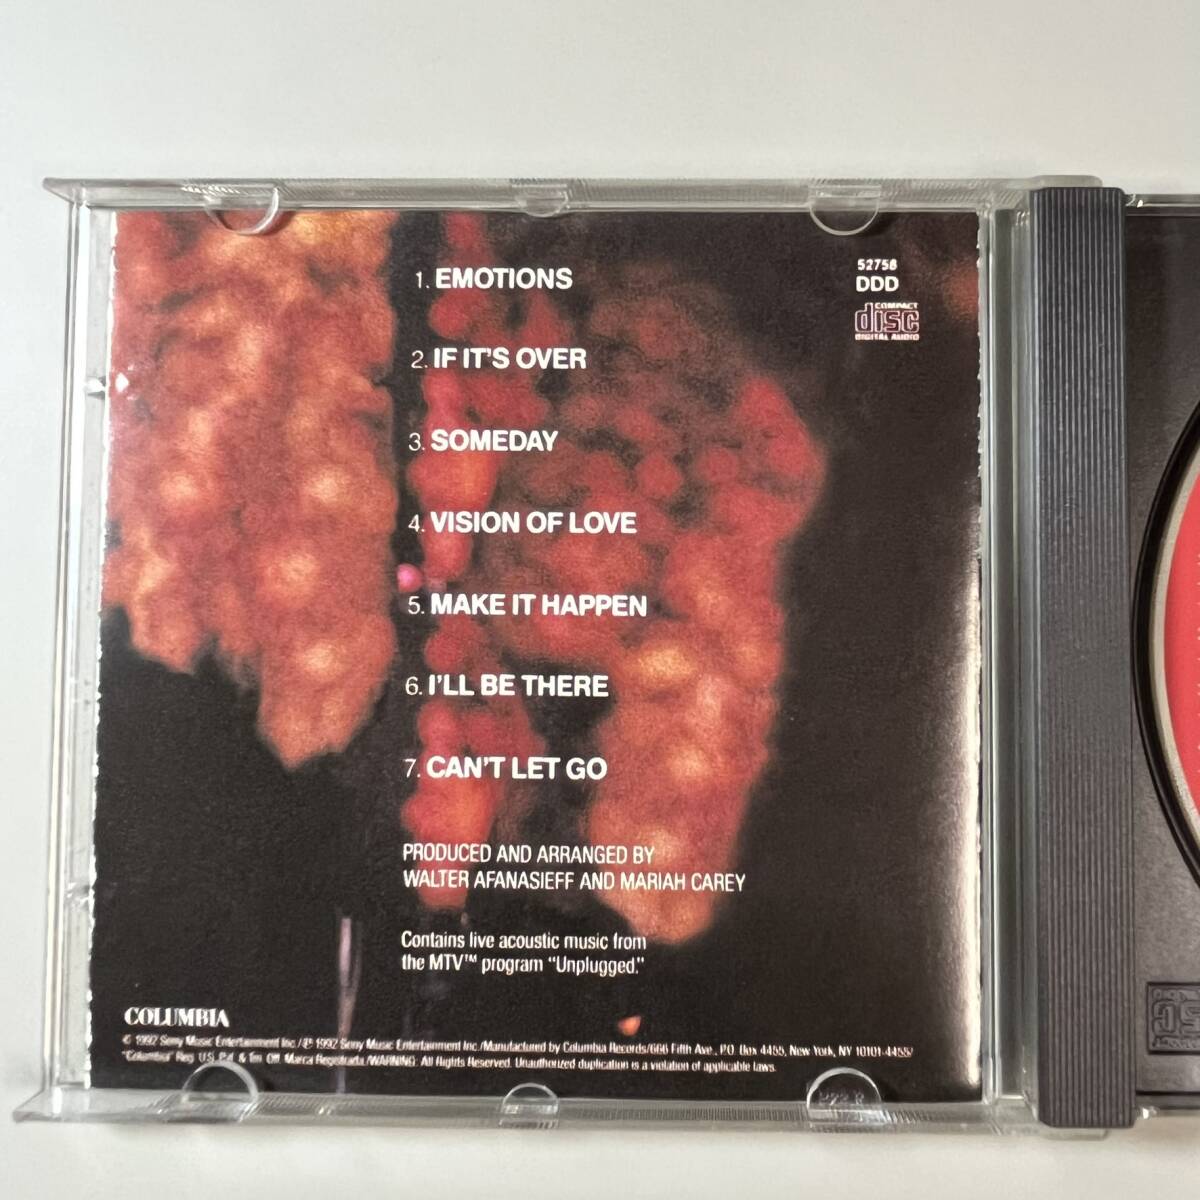 1. EMOTIONS
2. IF IT'S OVER
3. SOMEDAY
4. VISION OF LOVE
5. MAKE IT HAPPEN
6. I'LL BE THERE
7. CAN'T LET GO
52758
DDD
COMPACT
disc
DIGITAL AUDIO
PRODUCED AND ARRANGED BY
WALTER AFANASIEFF AND MARIAH CAREY
Contains live acoustic music from
the MTV™ program "Unplugged."
COLUMBIA
© 1992 Sony Music Entertainment Inc./℗ 1992 Sony Music Entertainment Inc./Manufactured by Columbia Records/666 Fifth Ave., P.O. Box 4455, New York, NY 10101-4455/
"Columbia" Reg. U.S. Pat. & Tm. Off. Marca Registrada./WARNING: All Rights Reserved. Unauthorized duplication is a violation of applicable laws.